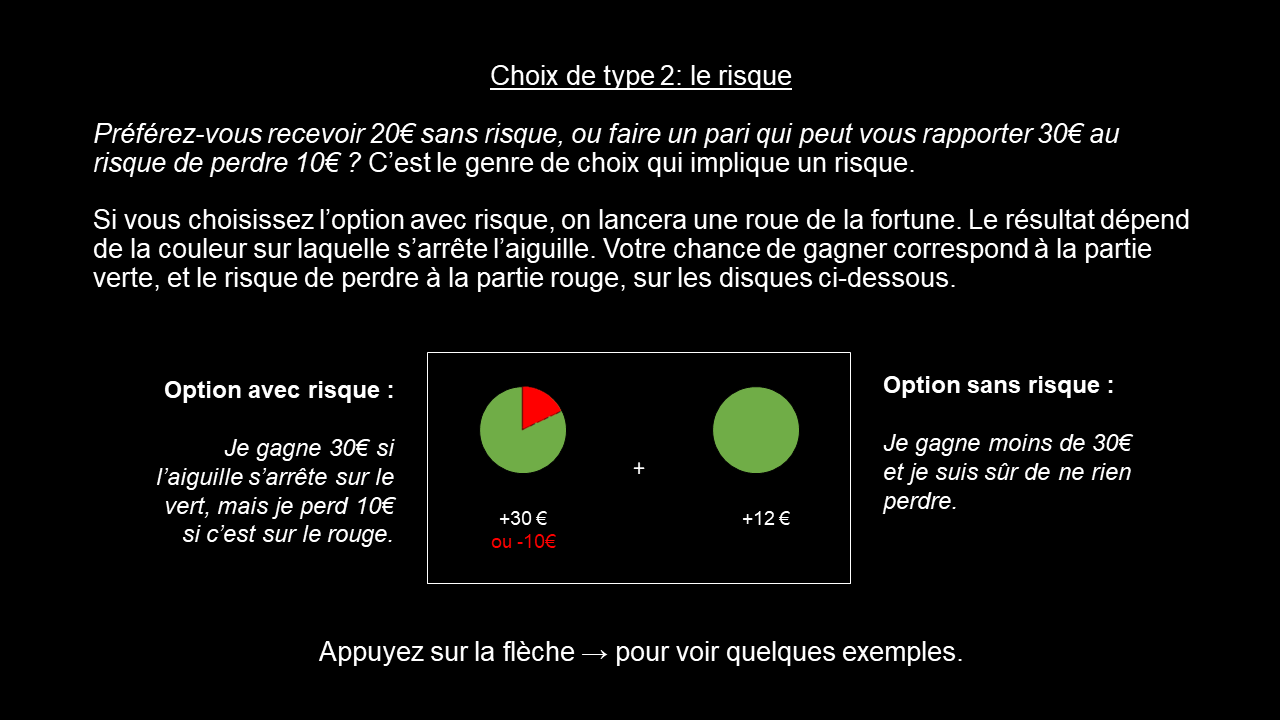 Choix de type 2: le risque
Préférez-vous recevoir 20€ sans risque, ou faire un pari qui peut vous rapporter 30€ au
risque de perdre 10€ ? C’est le genre de choix qui implique un risque.
Si vous choisissez l’option avec risque, on lancera une roue de la fortune. Le résultat dépend
de la couleur sur laquelle s’arrête l’aiguille. Votre chance de gagner correspond à la partie
verte, et le risque de perdre à la partie rouge, sur les disques ci-dessous.
Option avec risque :
Je gagne 30€ si
l’aiguille s’arrête sur le
vert, mais je perd 10€
si c’est sur le rouge.
+30 €
ou -10€
+
+12 €
Option sans risque :
Je gagne moins de 30€
et je suis sûr de ne rien
perdre.
Appuyez sur la flèche → pour voir quelques exemples.